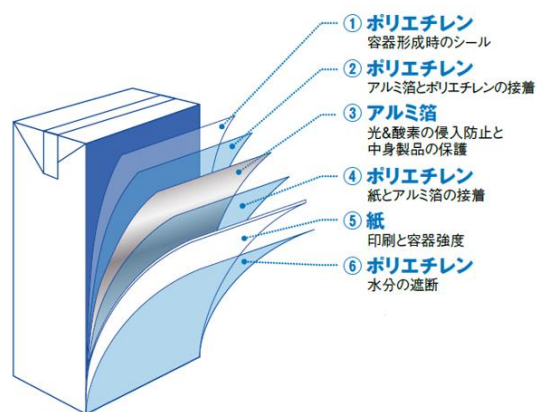 ① ポリエチレン
容器形成時のシール
② ポリエチレン
アルミ箔とポリエチレンの接着
③ アルミ箔
光&酸素の侵入防止と
中身製品の保護
④ ポリエチレン
紙とアルミ箔の接着
⑤ 紙
印刷と容器強度
⑥ ポリエチレン
水分の遮断